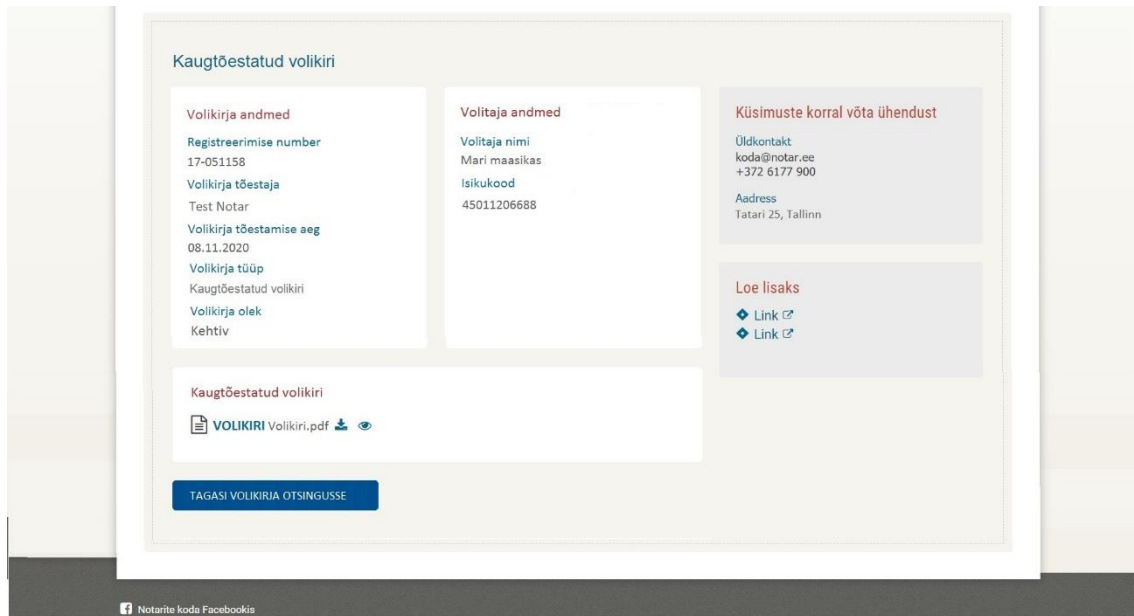 Kaugtõestatud volikiri
Volikirja andmed
Registreerimise number
17-051158
Volikirja tõestaja
Test Notar
Volikirja tõestamise aeg
08.11.2020
Volikirja tüüp
Kaugtõestatud volikiri
Volikirja olek
Kehtiv
Volitaja andmed
Volitaja nimi
Mari maasikas
Isikukood
45011206688
Küsimuste korral võta ühendust
Üldkontakt
koda@notar.ee
+372 6177 900
Aadress
Tatari 25, Tallinn
Loe lisaks
Link
Link
Kaugtõestatud volikiri
VOLIKIRI Volikiri.pdf
TAGASI VOLIKIRJA OTSINGUSSE
Notarite koda Facebookis